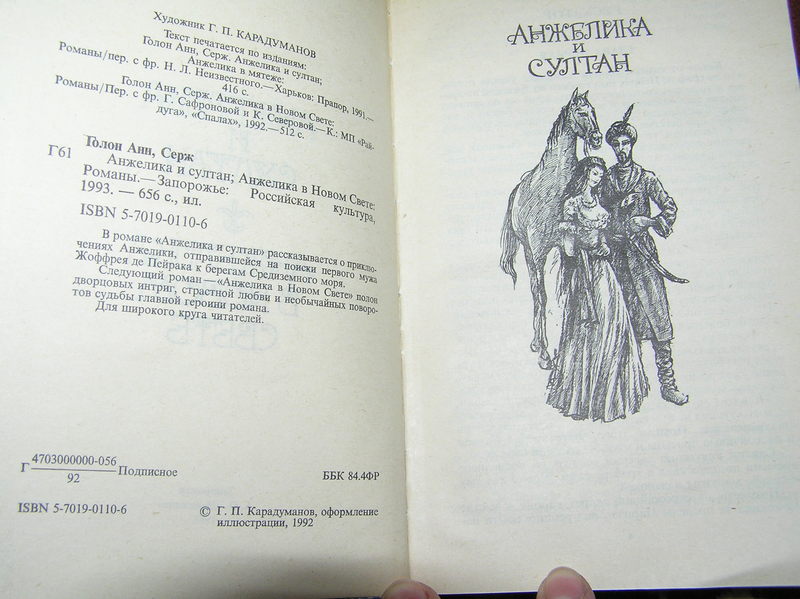 Художник Г. П. КАРАДУМАНОВ
Текст печатается по изданиям:
Голон Анн, Серж. Анжелика и султан;
Анжелика в мятеже:
Романы/пер. с фр. Н. Л. Неизвестного.—Харьков: Прапор, 1991.—
416 с.
Голон Анн, Серж. Анжелика в Новом Свете:
Романы/Пер. с фр. Г. Сафроновой и К. Северовой.—К.: МП «Рай-
дуга», «Спалах», 1992.—512 с.
Голон Анн, Серж
Г61
Анжелика и султан; Анжелика в Новом Свете:
Романы.— Запорожье: Российская культура,
1993. — 656 с., ил.
ISBN 5-7019-0110-6
В романе «Анжелика и султан» рассказывается о приклю-
чениях Анжелики, отправившейся на поиски первого мужа
Жоффрея де Пейрака к берегам Средиземного моря.
Следующий роман—«Анжелика в Новом Свете» полон
дворцовых интриг, страстной любви и необычайных поворо-
тов судьбы главной героини романа.
Для широкого круга читателей.
Г 4703000000-056
92
Подписное
ББК 84.4ФР
ISBN 5-7019-0110-6
© Г. П. Карадуманов, оформление
иллюстрации, 1992
АНЖЕЛИКА
И
СУЛТАН